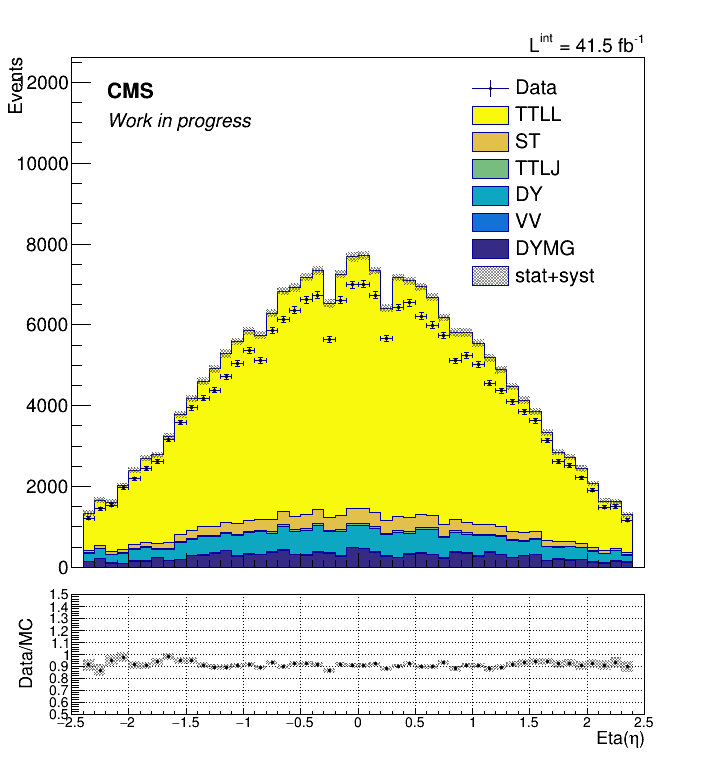 L^int = 41.5 fb^-1
Events
12000
10000
8000
6000
4000
2000
0
CMS
Work in progress
Data
TTLL
ST
TTLJ
DY
VV
DYMG
stat+syst
Data/MC
1.5
1.4
1.3
1.2
1.1
1
0.9
0.8
0.7
0.6
0.5
−2.5 −2 −1.5 −1 −0.5 0 0.5 1 1.5 2 2.5
Eta(η)